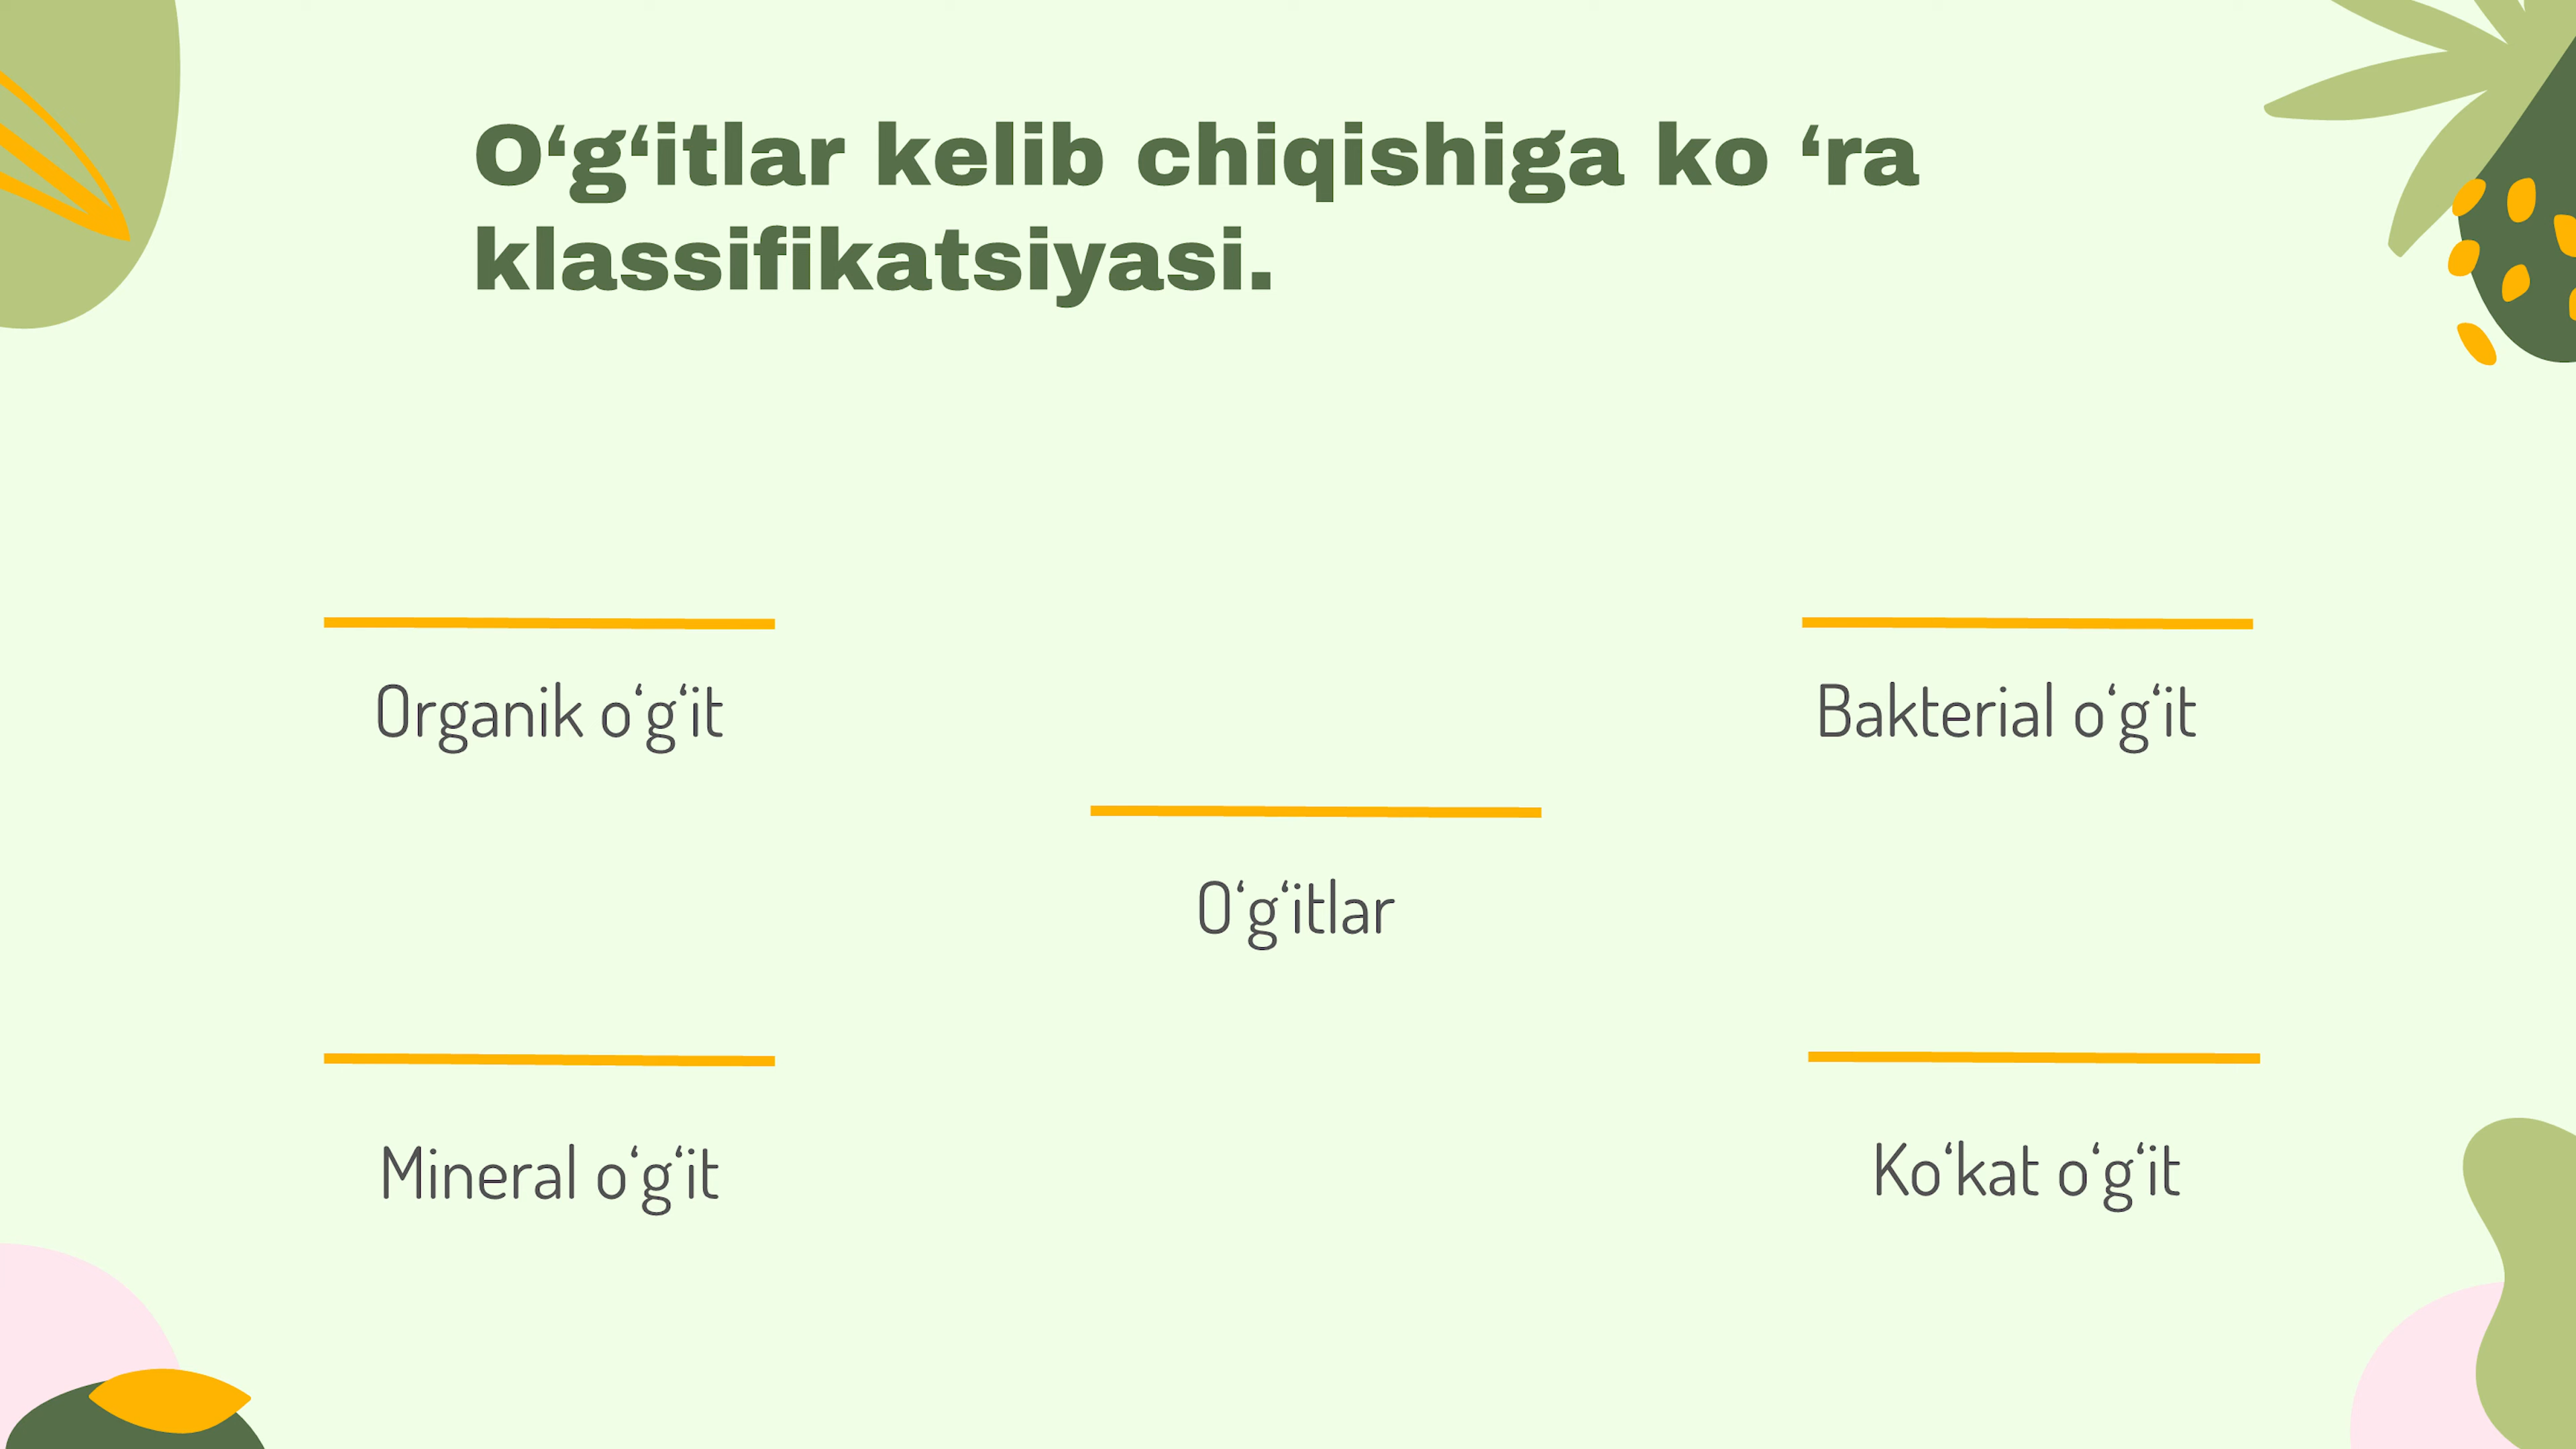 O‘g‘itlar kelib chiqishiga ko ‘ra
klassifikatsiyasi.
Organik o‘g‘it
Bakterial o‘g‘it
O‘g‘itlar
Mineral o‘g‘it
Ko‘kat o‘g‘it